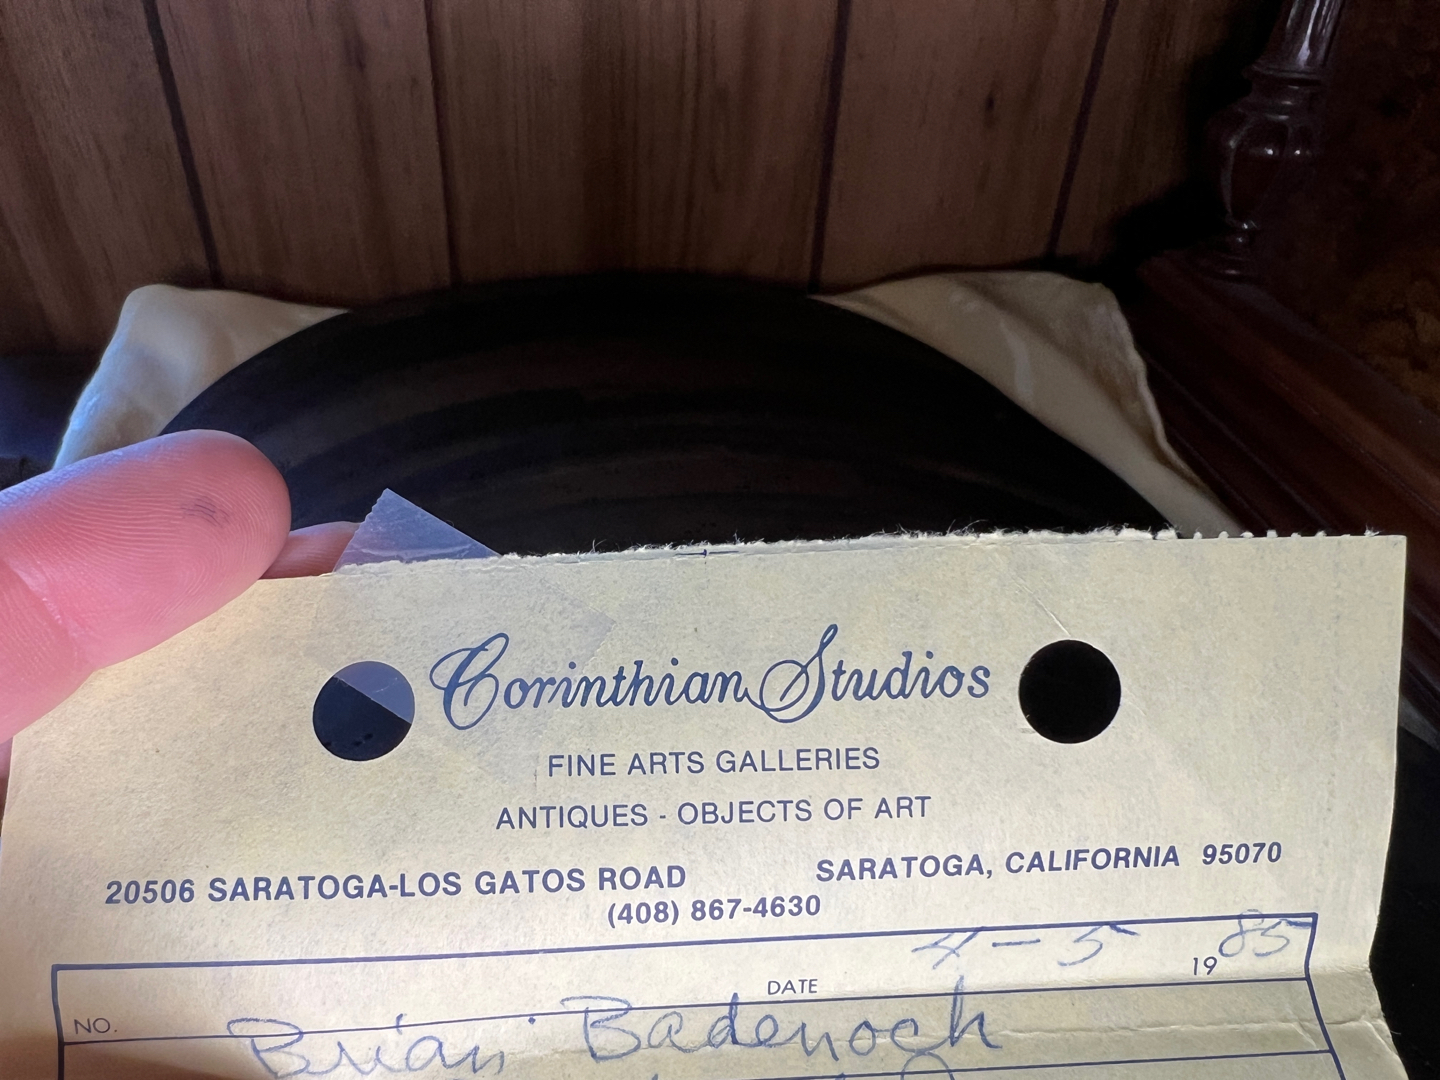 Corinthian Studios
FINE ARTS GALLERIES
ANTIQUES - OBJECTS OF ART
20506 SARATOGA-LOS GATOS ROAD SARATOGA, CALIFORNIA 95070
(408) 867-4630
DATE 4-5 1985
NO.
Brian Badenoch